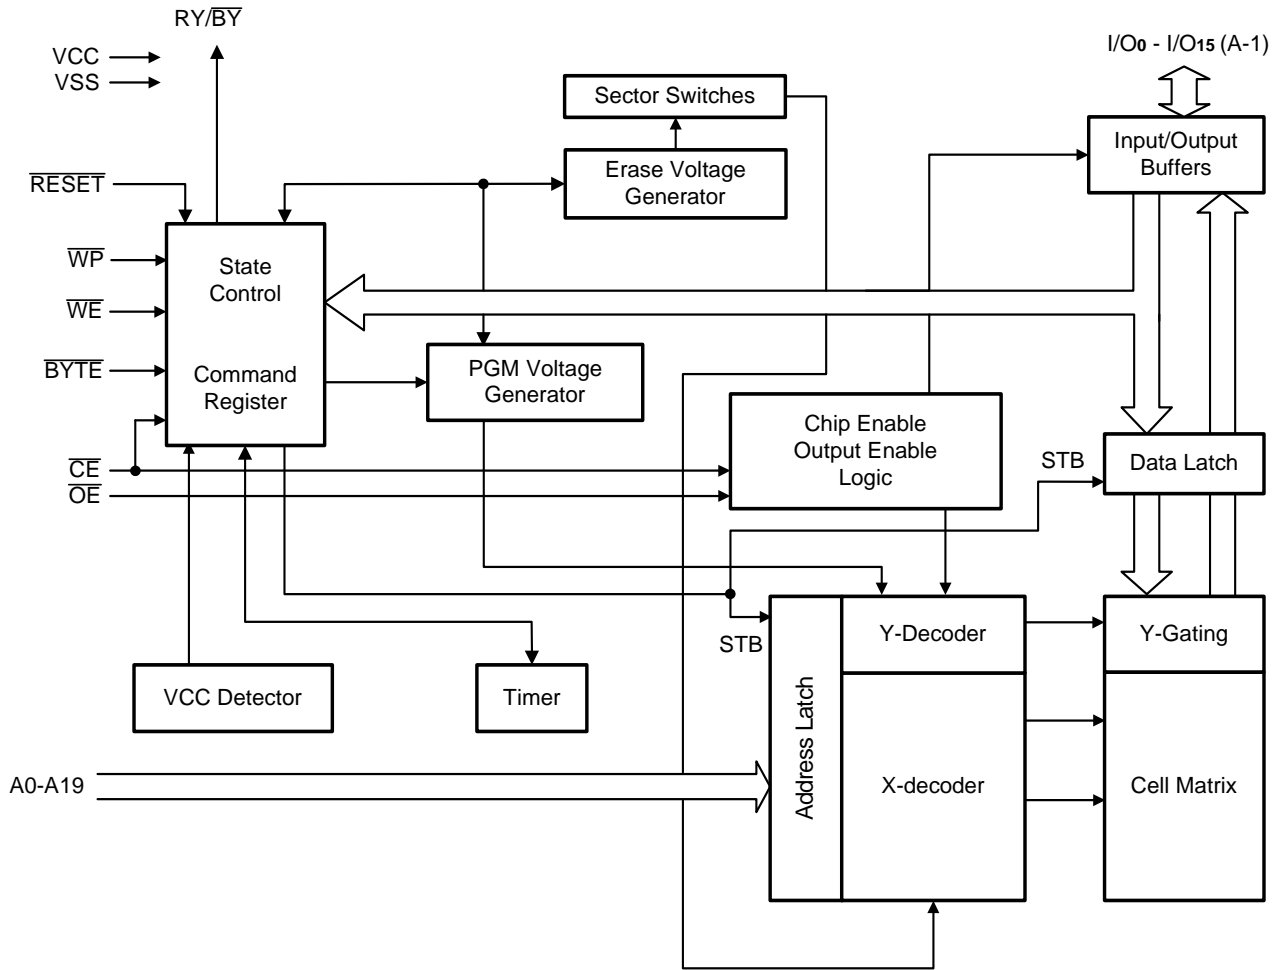 RY/BY
VCC
VSS
I/O0 - I/O15 (A-1)
Sector Switches
Input/Output
Buffers
Erase Voltage
Generator
RESET
WP
WE
BYTE
CE
OE
State
Control
Command
Register
PGM Voltage
Generator
Chip Enable
Output Enable
Logic
STB
Data Latch
STB
Y-Decoder
Y-Gating
VCC Detector
Timer
Address Latch
A0-A19
X-decoder
Cell Matrix